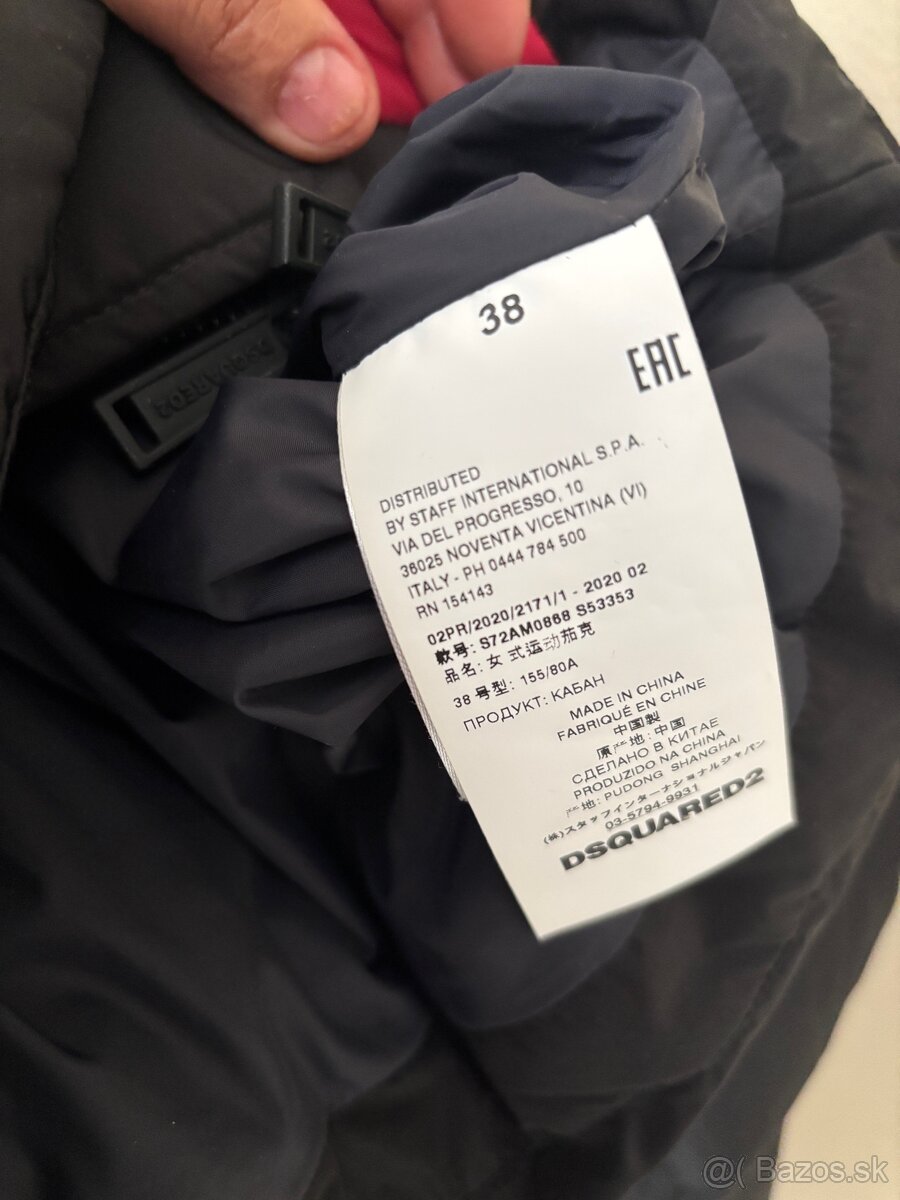 38
EAC
DSQUARED2
DISTRIBUTED
BY STAFF INTERNATIONAL S.P.A.
VIA DEL PROGRESSO, 10
36025 NOVENTA VICENTINA (VI)
ITALY - PH 0444 784 500
RN 154143
02PR/2020/2171/1 - 2020 02
款号: S72AM0868 S53353
品名: 女式运动茄克
38 号型: 155/80A
ПРОДУКТ: КАБАН
MADE IN CHINA
FABRIQUÉ EN CHINE
中国製
原产地: 中国
СДЕЛАНО В КИТАЕ
PRODUZIDO NA CHINA
产地: PUDONG SHANGHAI
(株)スタッフインターナショナルジャパン
03-5794-9931
DSQUARED2
@( Bazos.sk